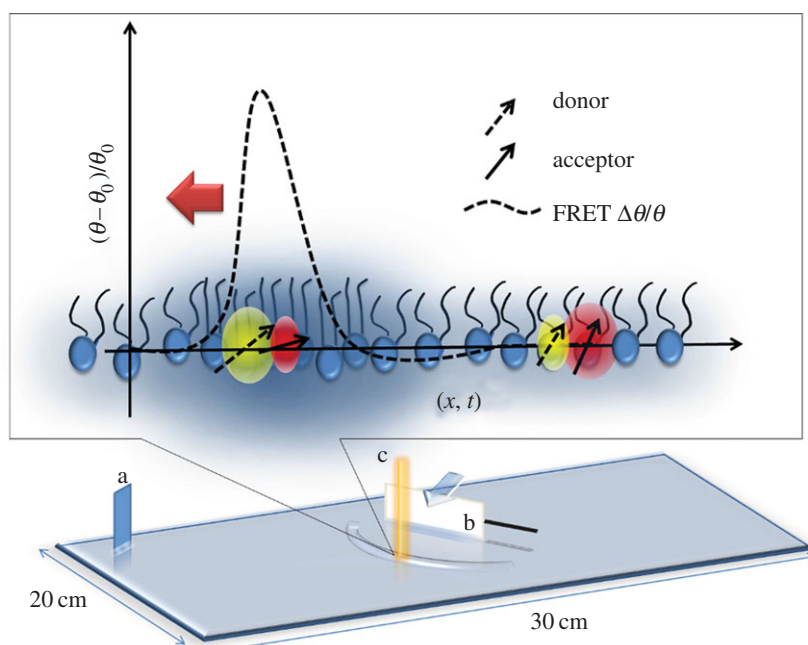 (θ–θ0)/θ0
donor
acceptor
FRET Δθ/θ
(x, t)
c
a
b
20 cm
30 cm